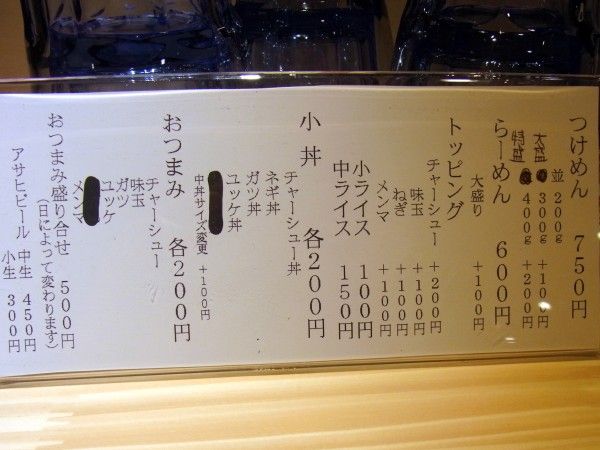 つけめん 750円
並 200g
大盛 300g +100円
特盛 400g +200円
らーめん 600円
大盛り +100円
トッピング
チャーシュー +200円
味玉 +100円
ねぎ +100円
メンマ +100円
小ライス 100円
中ライス 150円
小丼 各200円
チャーシュー丼
ネギ丼
ガツ丼
ユッケ丼
中丼サイズ変更 +100円
おつまみ 各200円
チャーシュー
味玉
ガツ
ユッケ
メンマ
おつまみ盛り合せ 500円
(日によって変わります)
アサヒビール 中生 450円
小生 300円